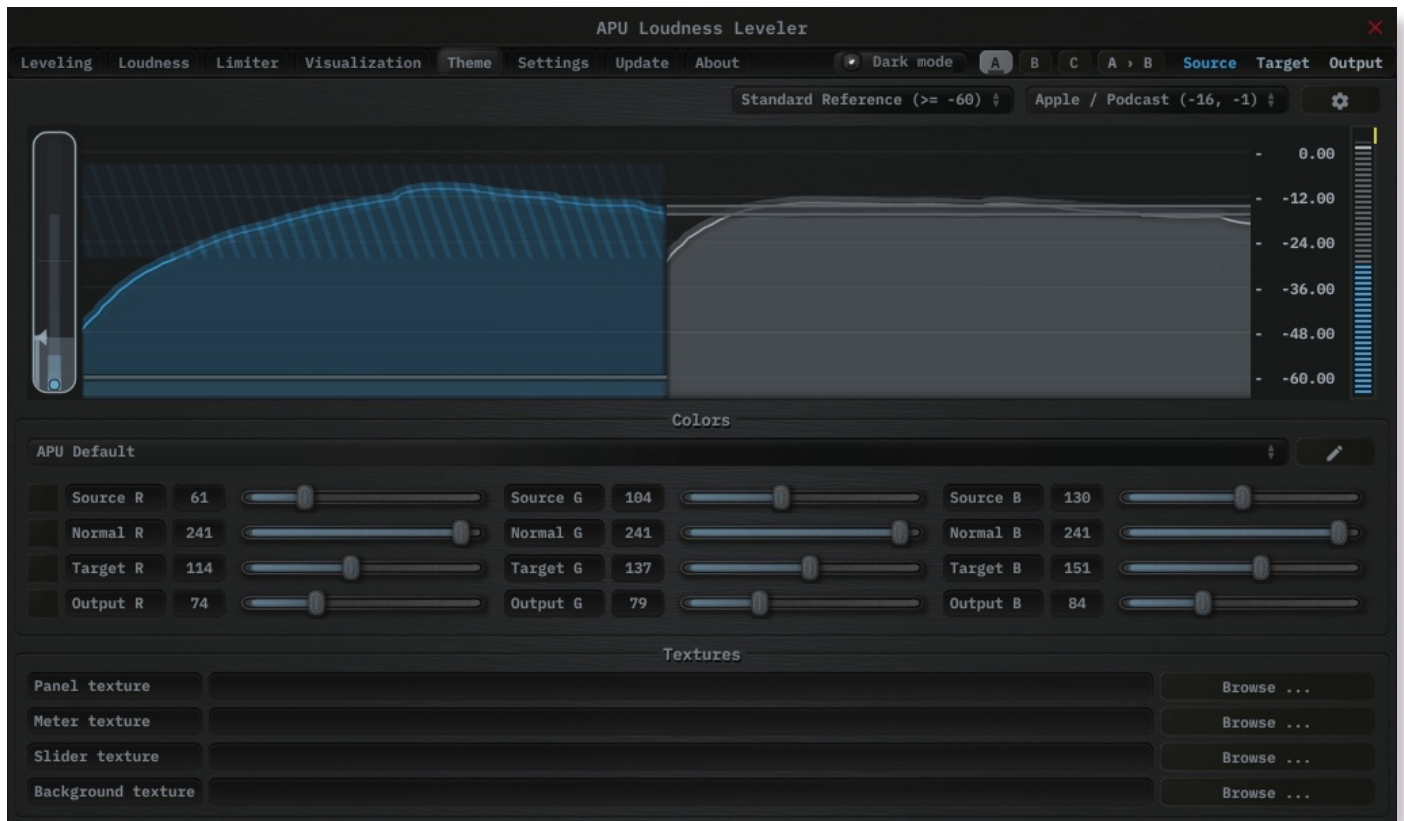 APU Loudness Leveler
Leveling Loudness Limiter Visualization Theme Settings Update About Dark mode A B C A › B Source Target Output
Standard Reference (>= -60) Apple / Podcast (-16, -1)
- 0.00
- -12.00
- -24.00
- -36.00
- -48.00
- -60.00
Colors
APU Default
Source R 61 Source G 104 Source B 130
Normal R 241 Normal G 241 Normal B 241
Target R 114 Target G 137 Target B 151
Output R 74 Output G 79 Output B 84
Textures
Panel texture Browse ...
Meter texture Browse ...
Slider texture Browse ...
Background texture Browse ...